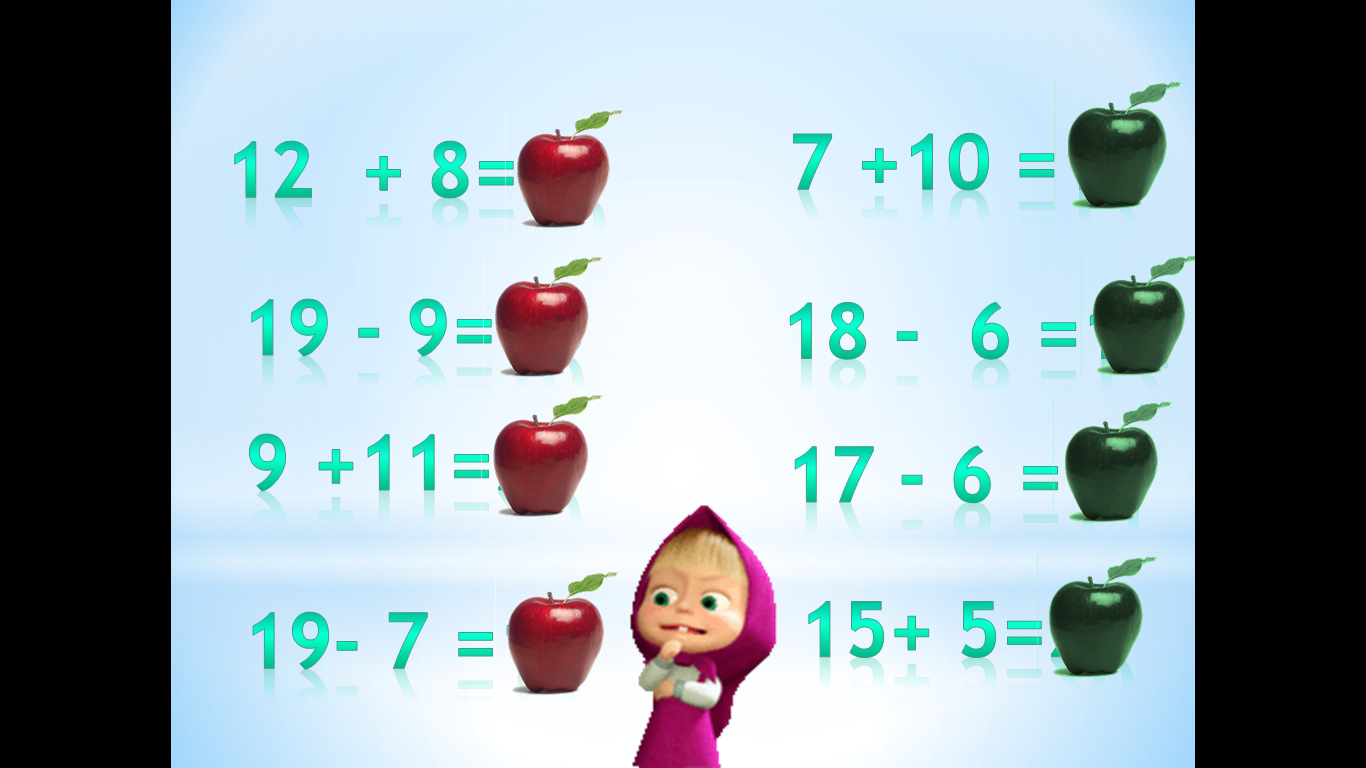 12 + 8=
19 - 9=
9 +11=
19- 7 =
7 +10 =
18 - 6 =
17 - 6 =
15+ 5=